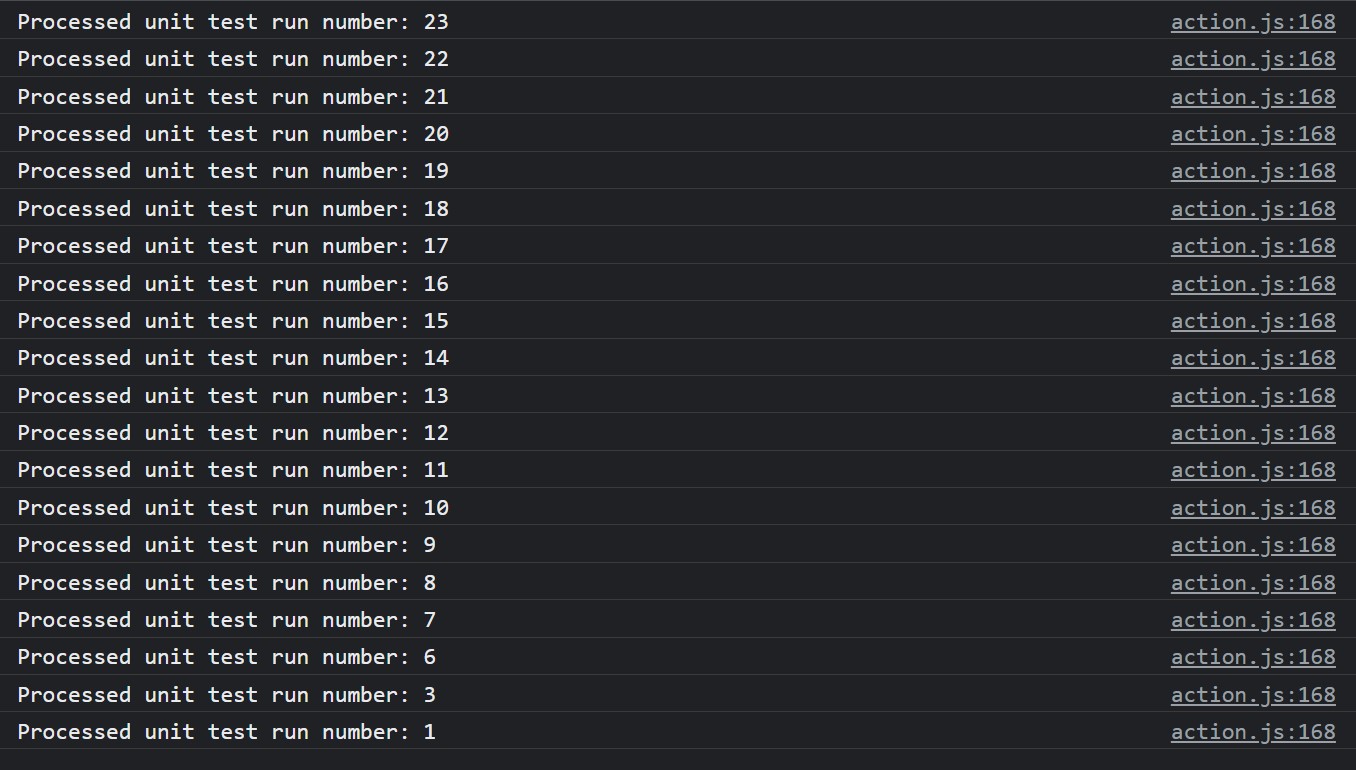 Processed unit test run number: 23 action.js:168
Processed unit test run number: 22 action.js:168
Processed unit test run number: 21 action.js:168
Processed unit test run number: 20 action.js:168
Processed unit test run number: 19 action.js:168
Processed unit test run number: 18 action.js:168
Processed unit test run number: 17 action.js:168
Processed unit test run number: 16 action.js:168
Processed unit test run number: 15 action.js:168
Processed unit test run number: 14 action.js:168
Processed unit test run number: 13 action.js:168
Processed unit test run number: 12 action.js:168
Processed unit test run number: 11 action.js:168
Processed unit test run number: 10 action.js:168
Processed unit test run number: 9 action.js:168
Processed unit test run number: 8 action.js:168
Processed unit test run number: 7 action.js:168
Processed unit test run number: 6 action.js:168
Processed unit test run number: 3 action.js:168
Processed unit test run number: 1 action.js:168